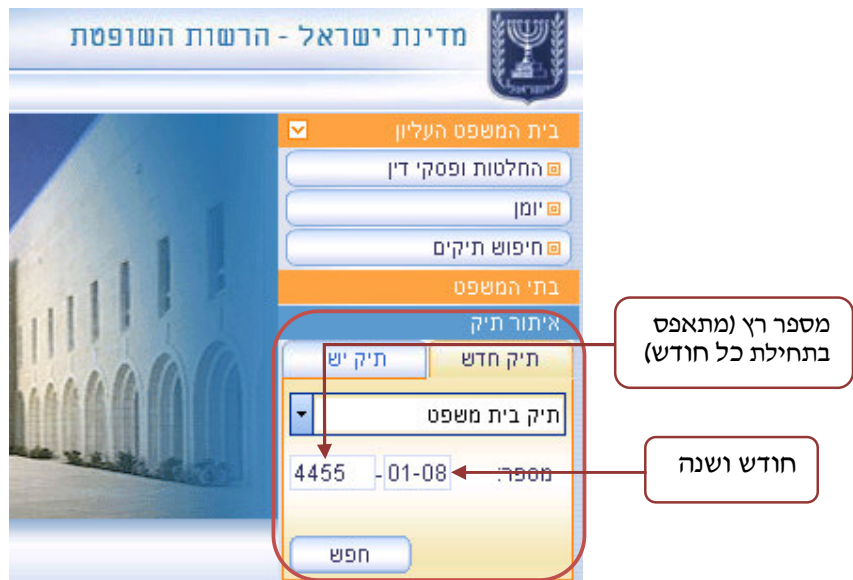 מדינת ישראל - הרשות השופטת
בית המשפט העליון
החלטות ופסקי דין
יומן
חיפוש תיקים
בתי המשפט
איתור תיק
תיק חדש
תיק יש
תיק בית משפט
מספר:
01-08 - 4455
חפש
מספר רץ (מתאפס
בתחילת כל חודש)
חודש ושנה